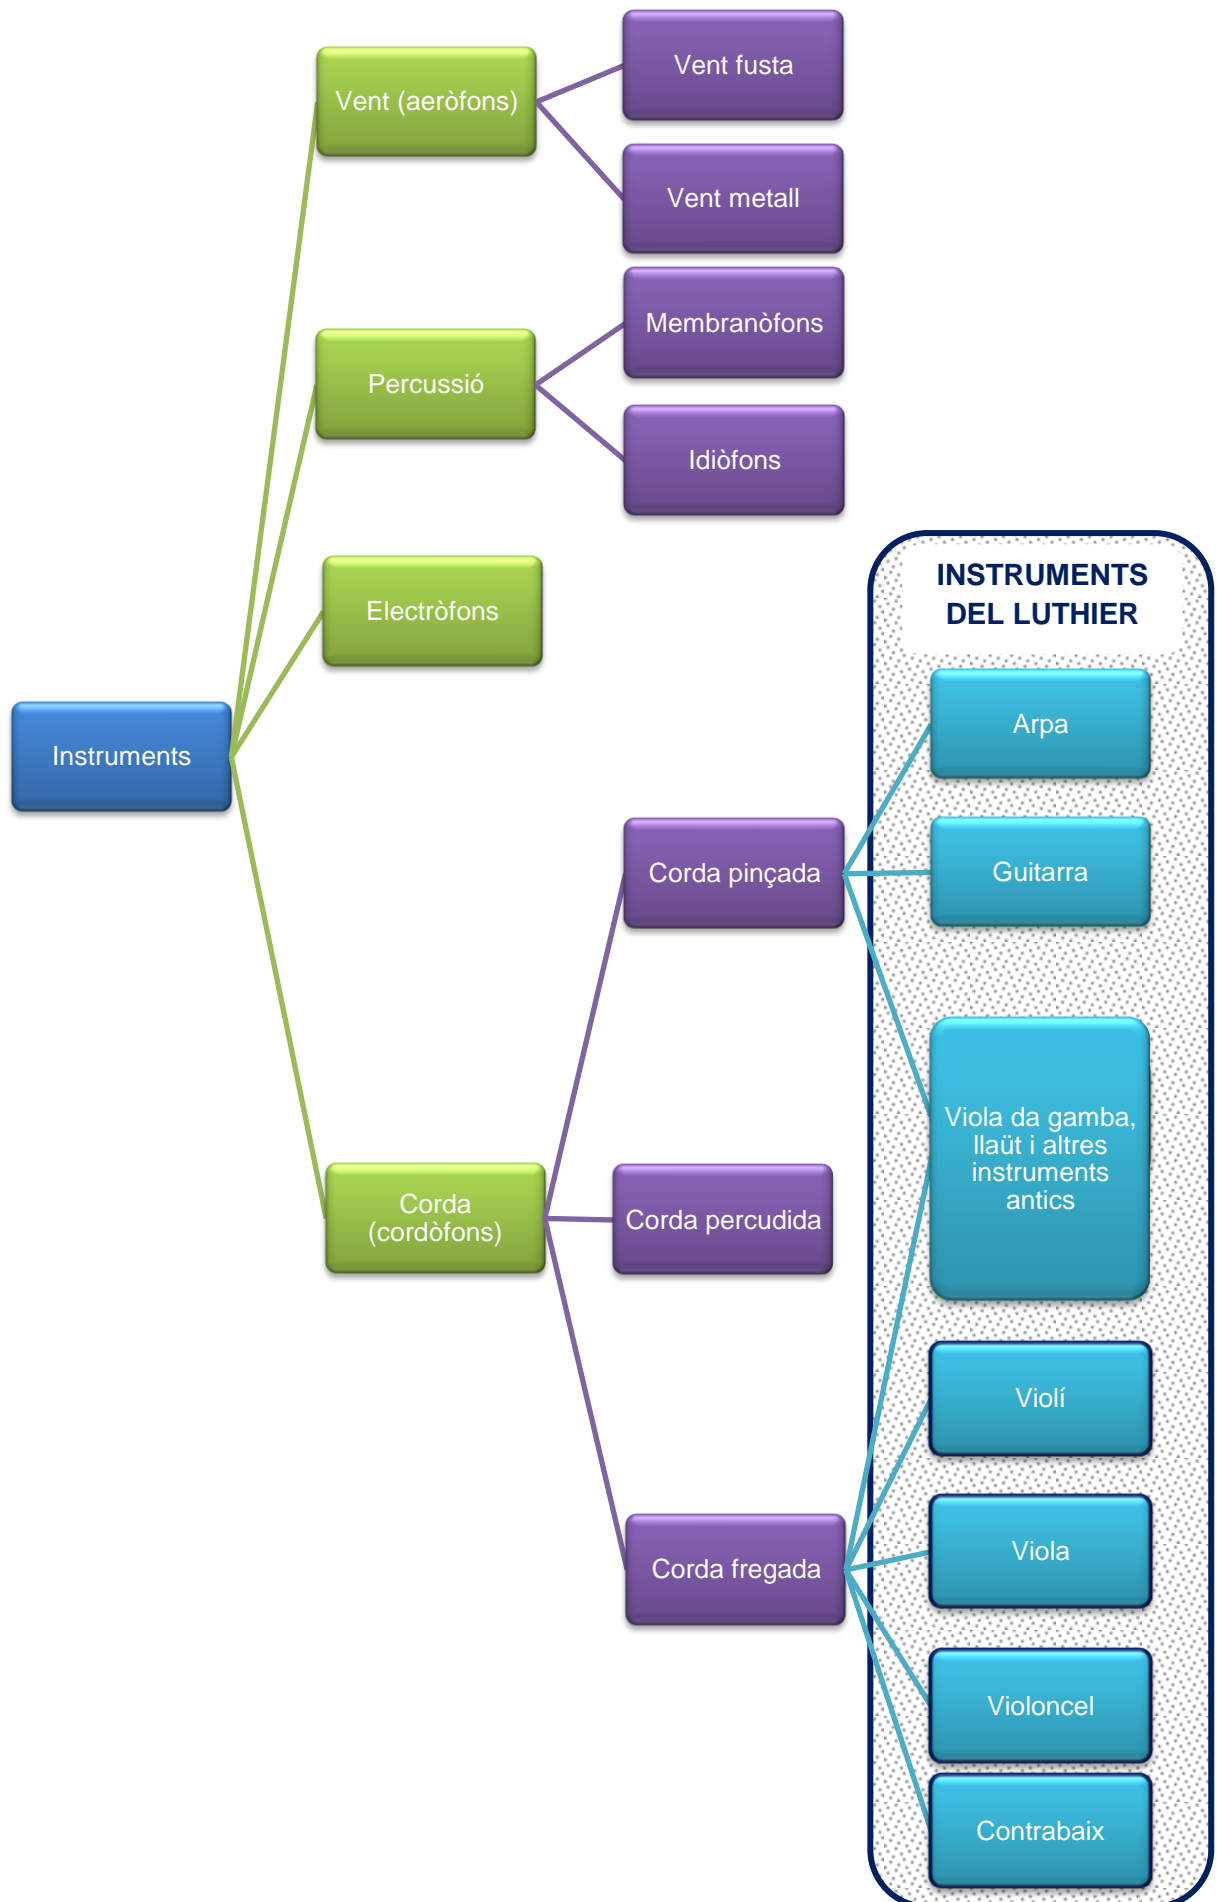 Vent fusta
Vent (aeròfons)
Vent metall
Membranòfons
Percussió
Idiòfons
INSTRUMENTS
DEL LUTHIER
Electròfons
Arpa
Instruments
Corda pinçada
Guitarra
Viola da gamba,
llaüt i altres
instruments
antics
Corda
(cordòfons)
Corda percudida
Violí
Viola
Corda fregada
Violoncel
Contrabaix